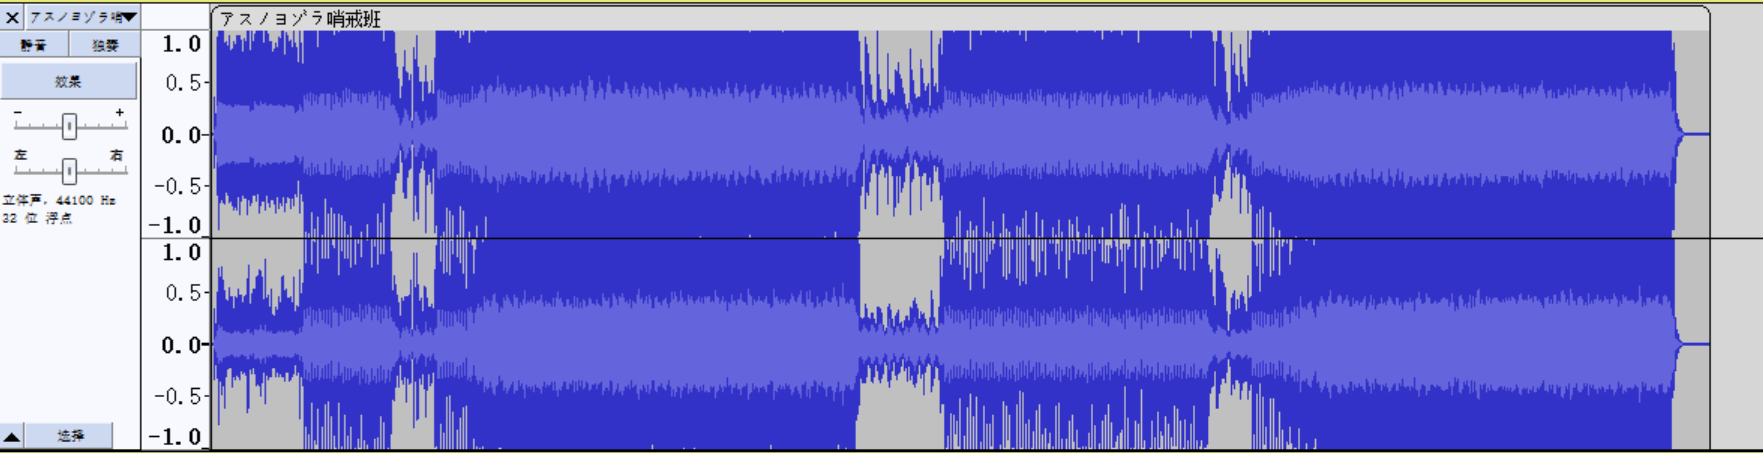 × アスノヨゾラ哨▼ アスノヨゾラ哨戒班
静音 独奏
效果
- +
左 右
立体声, 44100 Hz
32 位 浮点
选择
1.0
0.5-
0.0-
-0.5-
-1.0
1.0
0.5-
0.0-
-0.5-
-1.0